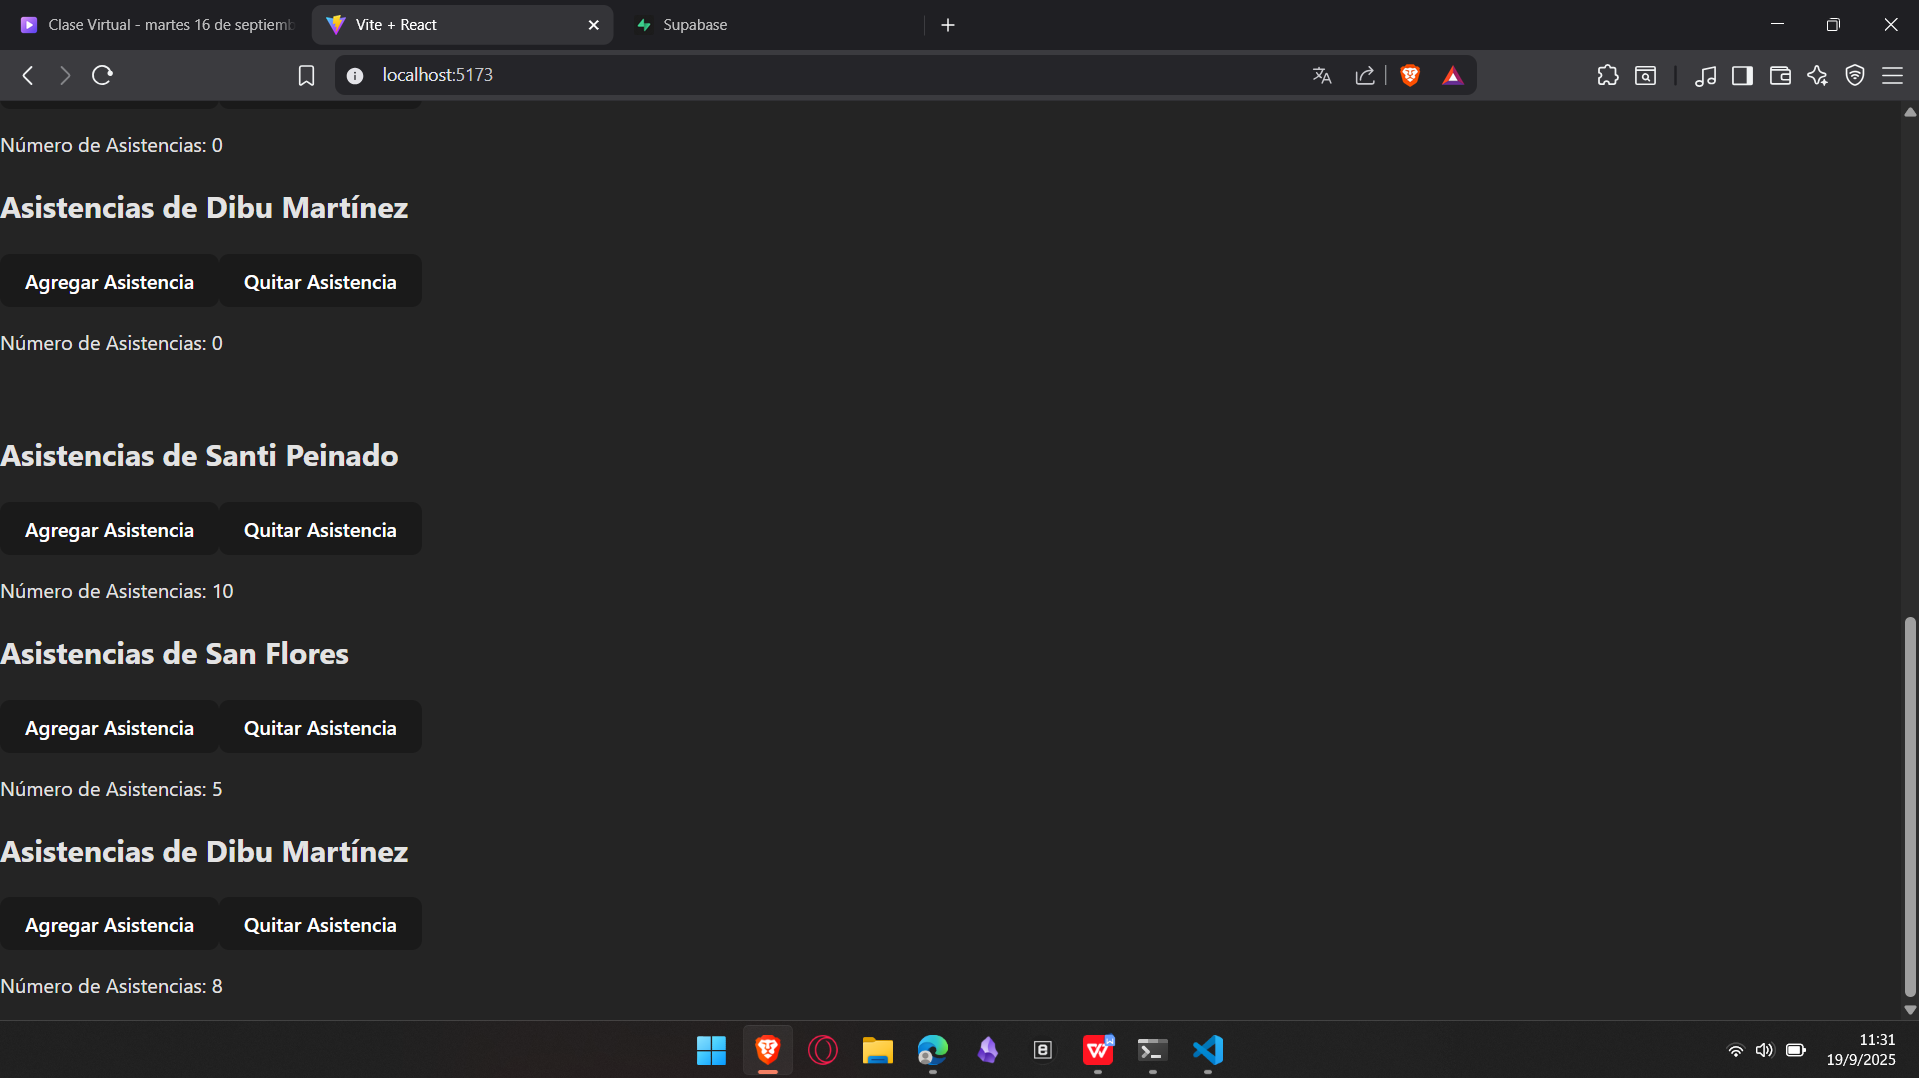 Clase Virtual - martes 16 de septiemb
Vite + React
Supabase
localhost:5173
Número de Asistencias: 0
Asistencias de Dibu Martínez
Agregar Asistencia Quitar Asistencia
Número de Asistencias: 0
Asistencias de Santi Peinado
Agregar Asistencia Quitar Asistencia
Número de Asistencias: 10
Asistencias de San Flores
Agregar Asistencia Quitar Asistencia
Número de Asistencias: 5
Asistencias de Dibu Martínez
Agregar Asistencia Quitar Asistencia
Número de Asistencias: 8
11:31
19/9/2025